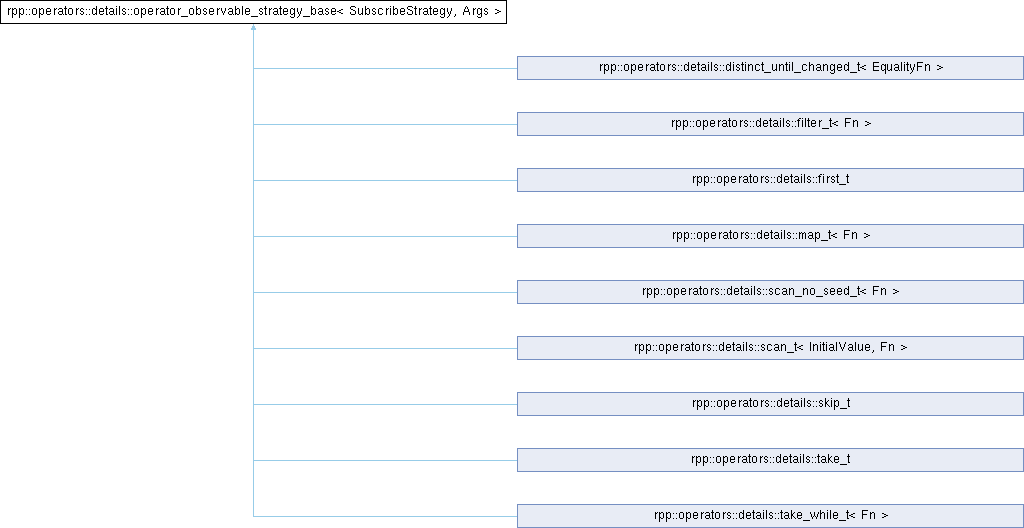 rpp::operators::details::operator_observable_strategy_base< SubscribeStrategy, Args >
rpp::operators::details::distinct_until_changed_t< EqualityFn >
rpp::operators::details::filter_t< Fn >
rpp::operators::details::first_t
rpp::operators::details::map_t< Fn >
rpp::operators::details::scan_no_seed_t< Fn >
rpp::operators::details::scan_t< InitialValue, Fn >
rpp::operators::details::skip_t
rpp::operators::details::take_t
rpp::operators::details::take_while_t< Fn >